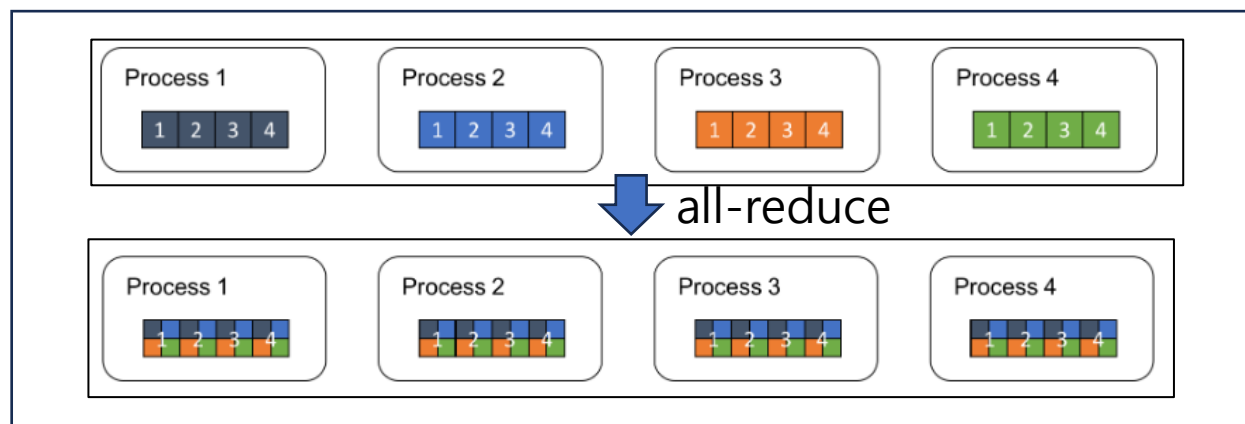 Process 1 Process 2 Process 3 Process 4
1 2 3 4 1 2 3 4 1 2 3 4 1 2 3 4
all-reduce
Process 1 Process 2 Process 3 Process 4
1 2 3 4 1 2 3 4 1 2 3 4 1 2 3 4